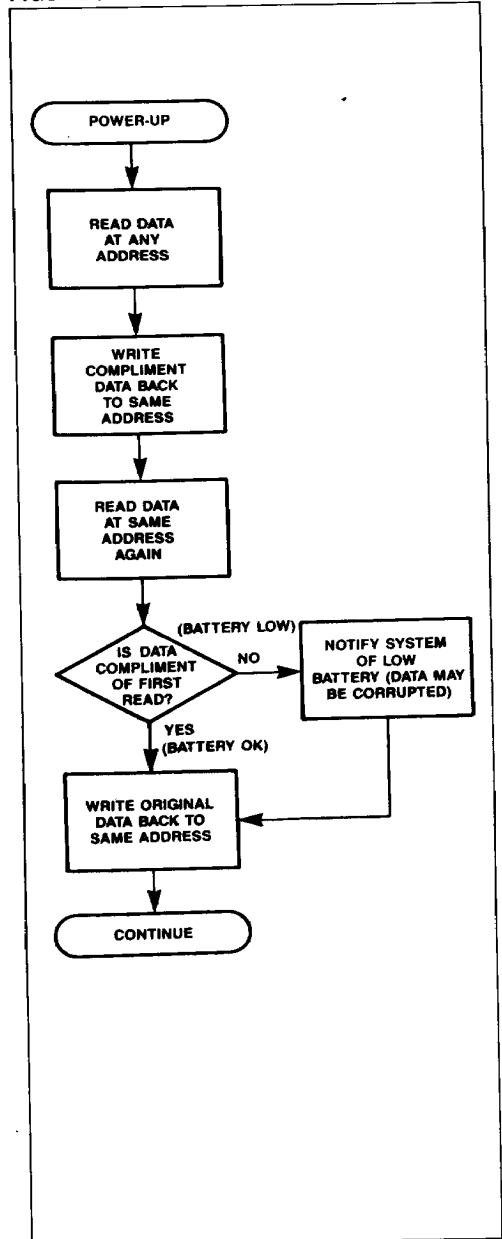 POWER-UP
READ DATA
AT ANY
ADDRESS
WRITE
COMPLIMENT
DATA BACK
TO SAME
ADDRESS
READ DATA
AT SAME
ADDRESS
AGAIN
IS DATA
COMPLIMENT
OF FIRST
READ?
(BATTERY LOW)
NO
NOTIFY SYSTEM
OF LOW
BATTERY (DATA MAY
BE CORRUPTED)
YES
(BATTERY OK)
WRITE ORIGINAL
DATA BACK TO
SAME ADDRESS
CONTINUE